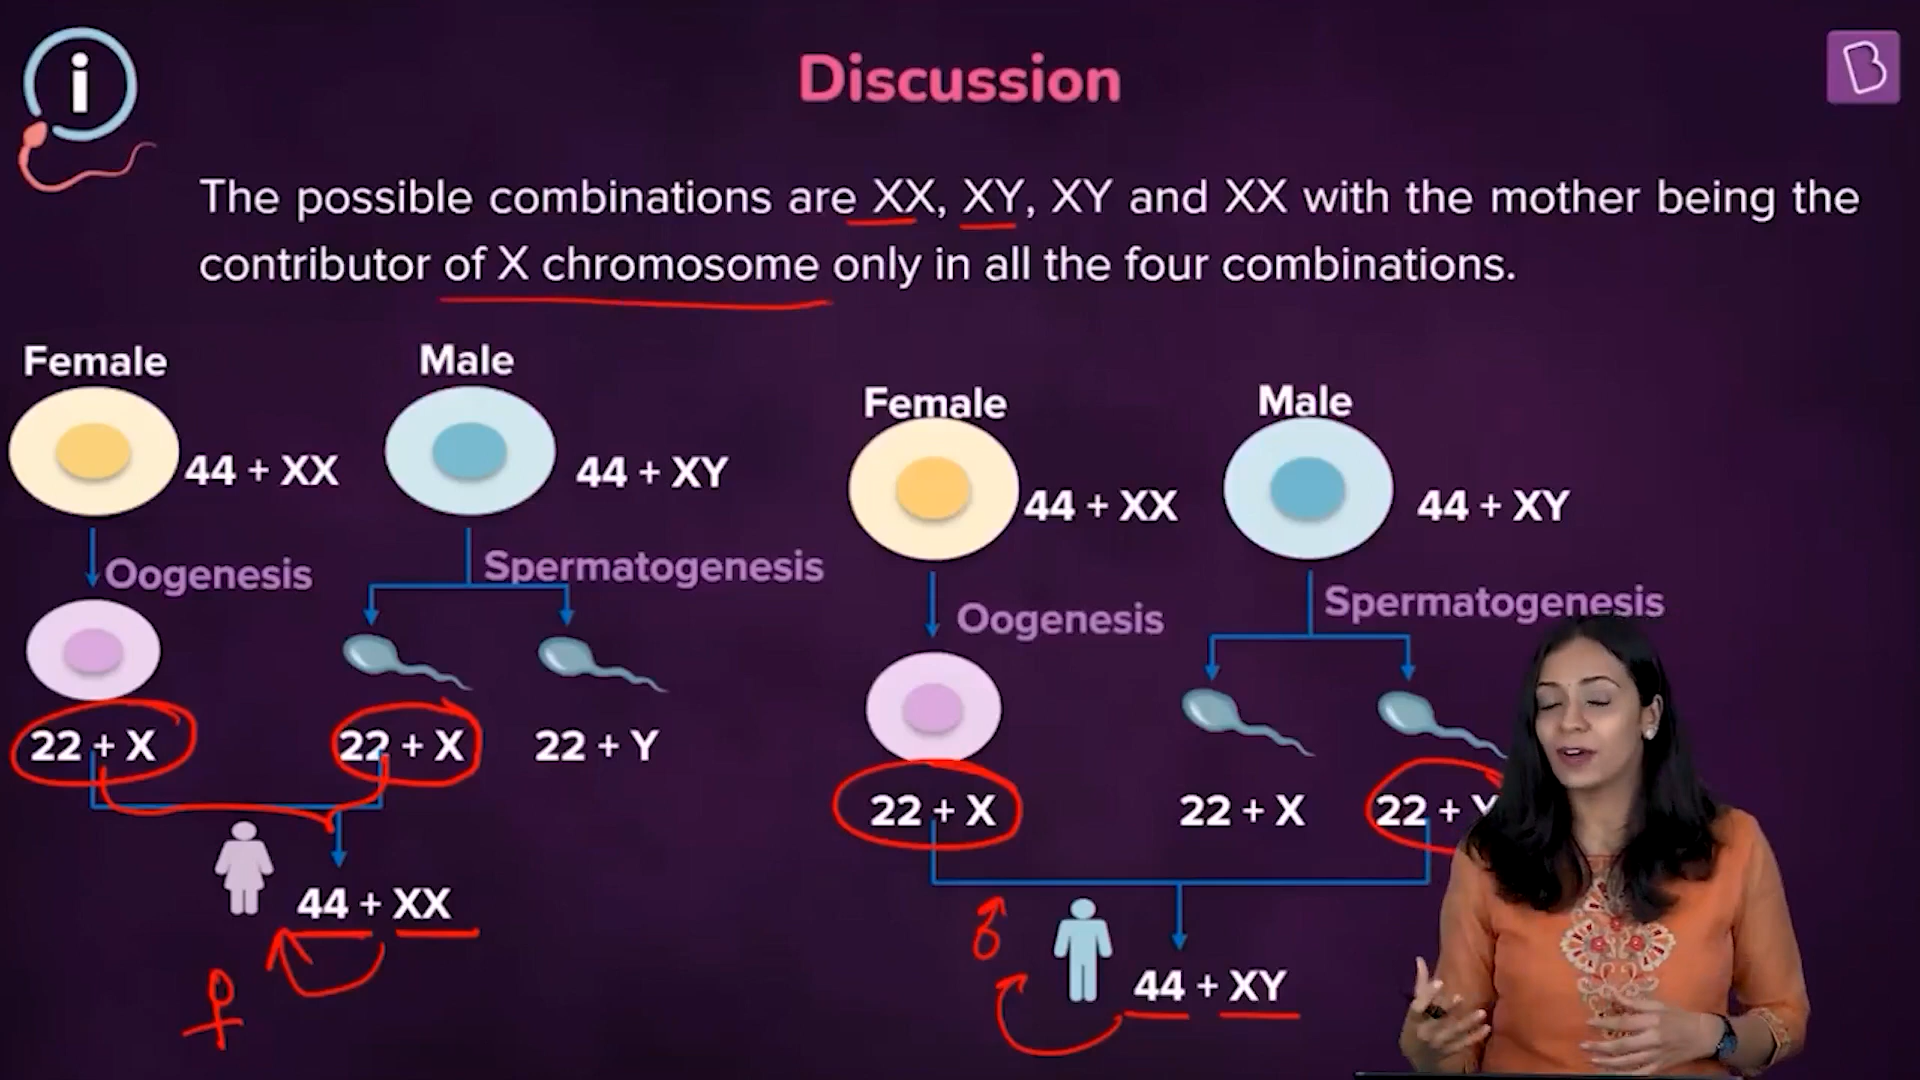 i
Discussion
B
The possible combinations are XX, XY, XY and XX with the mother being the
contributor of X chromosome only in all the four combinations.
Female
Male
44 + XX
44 + XY
Oogenesis
Spermatogenesis
22 + X
22 + X
22 + Y
44 + XX
♀
Female
Male
44 + XX
44 + XY
Oogenesis
Spermatogenesis
22 + X
22 + X
22 + Y
♂
44 + XY